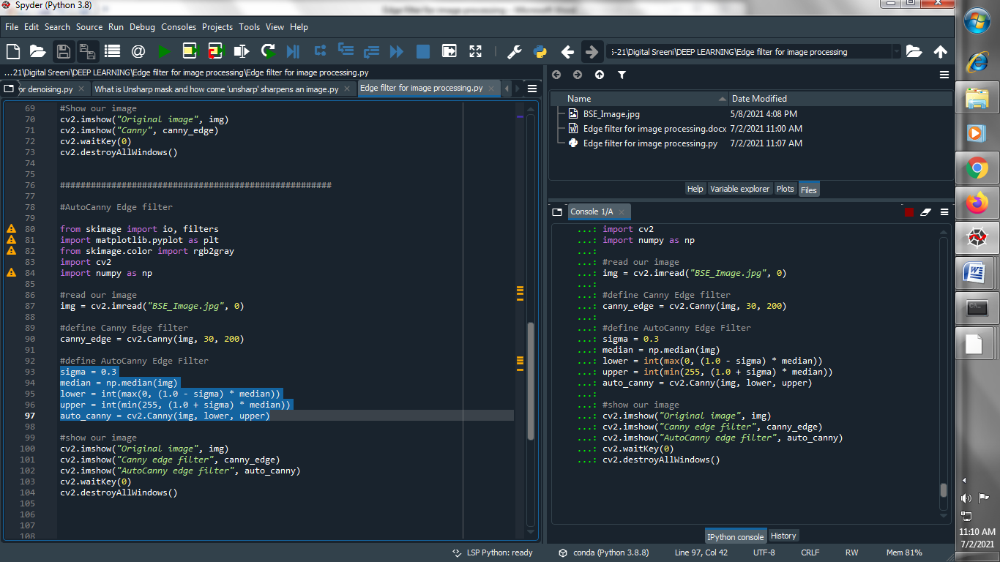 Spyder (Python 3.8)
Edge filter for image processing - Microsoft Word
File Edit Search Source Run Debug Consoles Projects Tools View Help
5-21\Digital Sreeni\DEEP LEARNING\Edge filter for image processing
...21\Digital Sreeni\DEEP LEARNING\Edge filter for image processing\Edge filter for image processing.py
or denoising.py
What is Unsharp mask and how come 'unsharp' sharpens an image.py
Edge filter for image processing.py
69 #Show our image
70 cv2.imshow("Original image", img)
71 cv2.imshow("Canny", canny_edge)
72 cv2.waitKey(0)
73 cv2.destroyAllWindows()
74
75
76 #####################################################
77
78 #AutoCanny Edge filter
79
80 from skimage import io, filters
81 import matplotlib.pyplot as plt
82 from skimage.color import rgb2gray
83 import cv2
84 import numpy as np
85
86 #read our image
87 img = cv2.imread("BSE_Image.jpg", 0)
88
89 #define Canny Edge filter
90 canny_edge = cv2.Canny(img, 30, 200)
91
92 #define AutoCanny Edge Filter
93 sigma = 0.3
94 median = np.median(img)
95 lower = int(max(0, (1.0 - sigma) * median))
96 upper = int(min(255, (1.0 + sigma) * median))
97 auto_canny = cv2.Canny(img, lower, upper)
98
99 #show our image
100 cv2.imshow("Original image", img)
101 cv2.imshow("Canny edge filter", canny_edge)
102 cv2.imshow("AutoCanny edge filter", auto_canny)
103 cv2.waitKey(0)
104 cv2.destroyAllWindows()
105
106
107
108
Name Date Modified
BSE_Image.jpg 5/8/2021 4:08 PM
Edge filter for image processing.docx 7/2/2021 11:00 AM
Edge filter for image processing.py 7/2/2021 11:07 AM
Help Variable explorer Plots Files
Console 1/A
...: import cv2
...: import numpy as np
...:
...: #read our image
...: img = cv2.imread("BSE_Image.jpg", 0)
...:
...: #define Canny Edge filter
...: canny_edge = cv2.Canny(img, 30, 200)
...:
...: #define AutoCanny Edge Filter
...: sigma = 0.3
...: median = np.median(img)
...: lower = int(max(0, (1.0 - sigma) * median))
...: upper = int(min(255, (1.0 + sigma) * median))
...: auto_canny = cv2.Canny(img, lower, upper)
...:
...: #show our image
...: cv2.imshow("Original image", img)
...: cv2.imshow("Canny edge filter", canny_edge)
...: cv2.imshow("AutoCanny edge filter", auto_canny)
...: cv2.waitKey(0)
...: cv2.destroyAllWindows()
IPython console History
LSP Python: ready conda (Python 3.8.8) Line 97, Col 42 UTF-8 CRLF RW Mem 81%
11:10 AM
7/2/2021